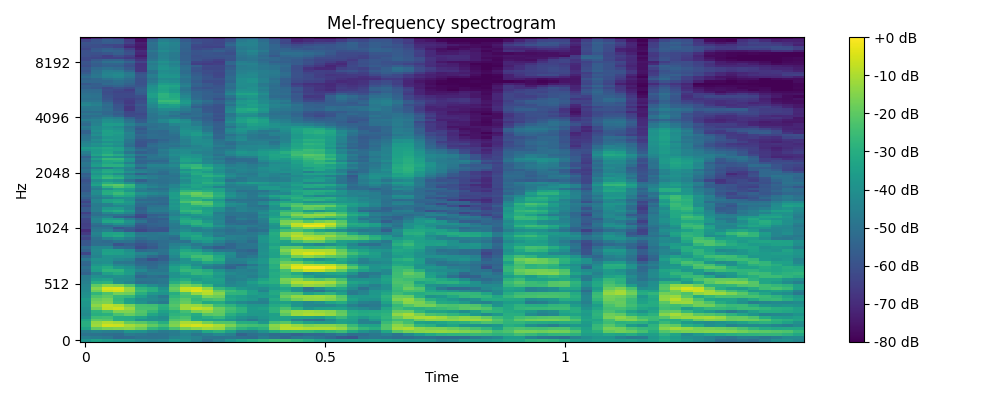 Mel-frequency spectrogram
+0 dB
8192
-10 dB
4096
-20 dB
-30 dB
2048
Hz
-40 dB
1024
-50 dB
-60 dB
512
-70 dB
0
-80 dB
0 0.5 1
Time